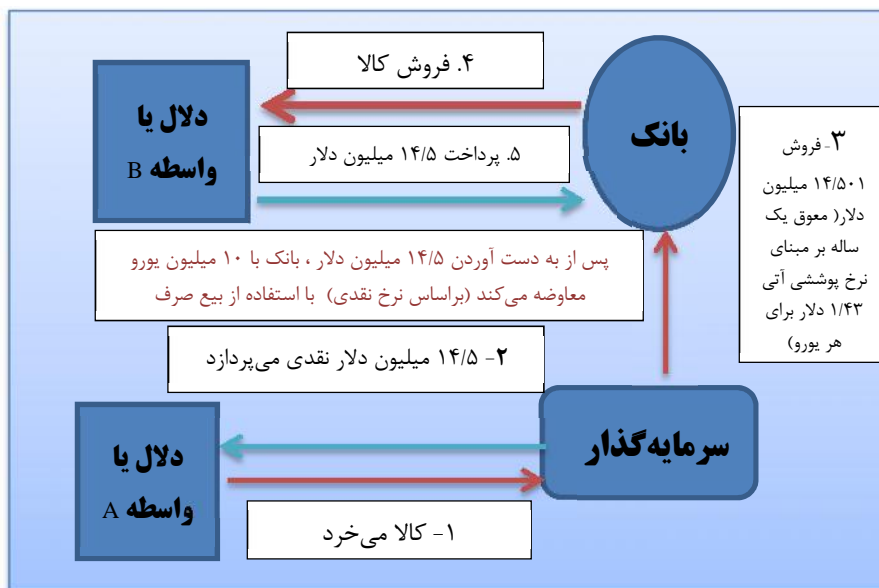 ۴. فروش کالا
دلال یا
واسطه B
بانک
۵. پرداخت ۱۴/۵ میلیون دلار
۳- فروش
۱۴/۵۰۱ میلیون
دلار( معوق یک
ساله بر مبنای
نرخ پوششی آتی
۱/۴۳ دلار برای
هر یورو)
پس از به دست آوردن ۱۴/۵ میلیون دلار ، بانک با ۱۰ میلیون یورو
معاوضه می‌کند (براساس نرخ نقدی) با استفاده از بیع صرف
۲- ۱۴/۵ میلیون دلار نقدی می‌پردازد
سرمایه‌گذار
دلال یا
واسطه A
۱- کالا می‌خرد